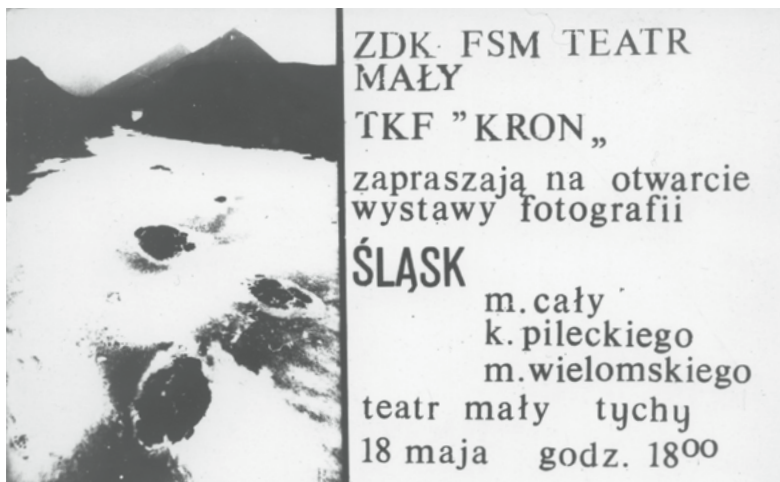 ZDK FSM TEATR
MAŁY
TKF ”KRON„
zapraszają na otwarcie
wystawy fotografii
ŚLĄSK
m. cały
k. pileckiego
m. wielomskiego
teatr mały tychy
18 maja godz. 18⁰⁰